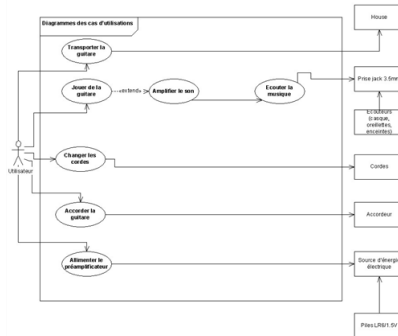 Diagrammes des cas d'utilisations
Transporter la
guitare
House
Jouer de la
guitare
«extend»
Amplifier le son
Ecouter la
musique
Prise jack 3.5mm
Ecouteurs
(casque,
oreillettes,
enceintes)
Utilisateur
Changer les
cordes
Cordes
Accorder la
guitare
Accordeur
Allimenter le
préamplificateur
Source d'énergie
électrique
Piles LR6/1.5V